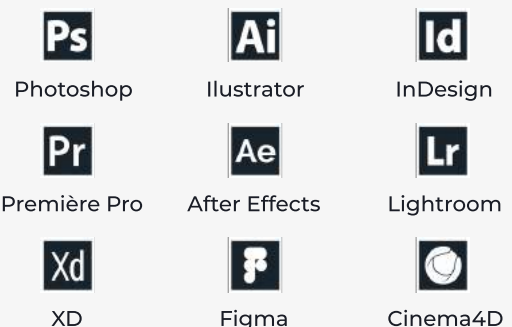 Ps Ai Id
Photoshop Ilustrator InDesign
Pr Ae Lr
Première Pro After Effects Lightroom
Xd
XD Figma Cinema4D